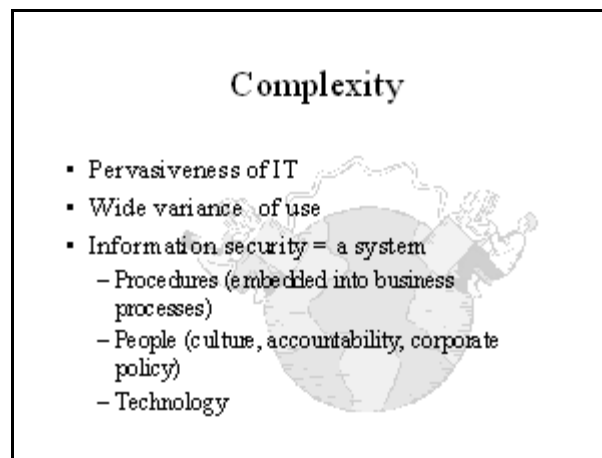 Complexity
▪ Pervasiveness of IT
▪ Wide variance of use
▪ Information security = a system
– Procedures (embedded into business
processes)
– People (culture, accountability, corporate
policy)
– Technology